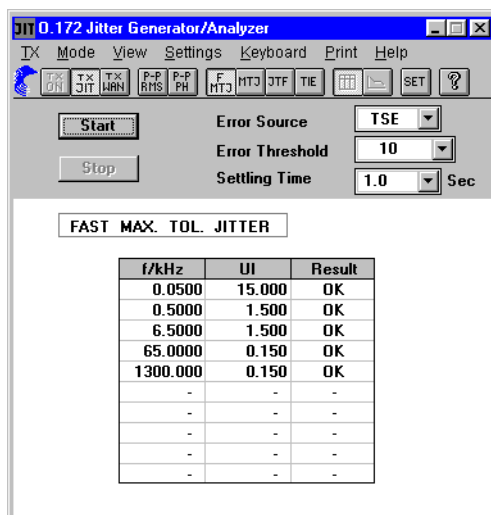 JIT O.172 Jitter Generator/Analyzer
TX Mode View Settings Keyboard Print Help
TX ON TX JIT TX WAN P-P RMS P-P PH F MTJ MTJ JTF TIE SET ?
Start Error Source TSE
Error Threshold 10
Stop
Settling Time 1.0 Sec
FAST MAX. TOL. JITTER
f/kHz UI Result
0.0500 15.000 OK
0.5000 1.500 OK
6.5000 1.500 OK
65.0000 0.150 OK
1300.000 0.150 OK
- - -
- - -
- - -
- - -
- - -